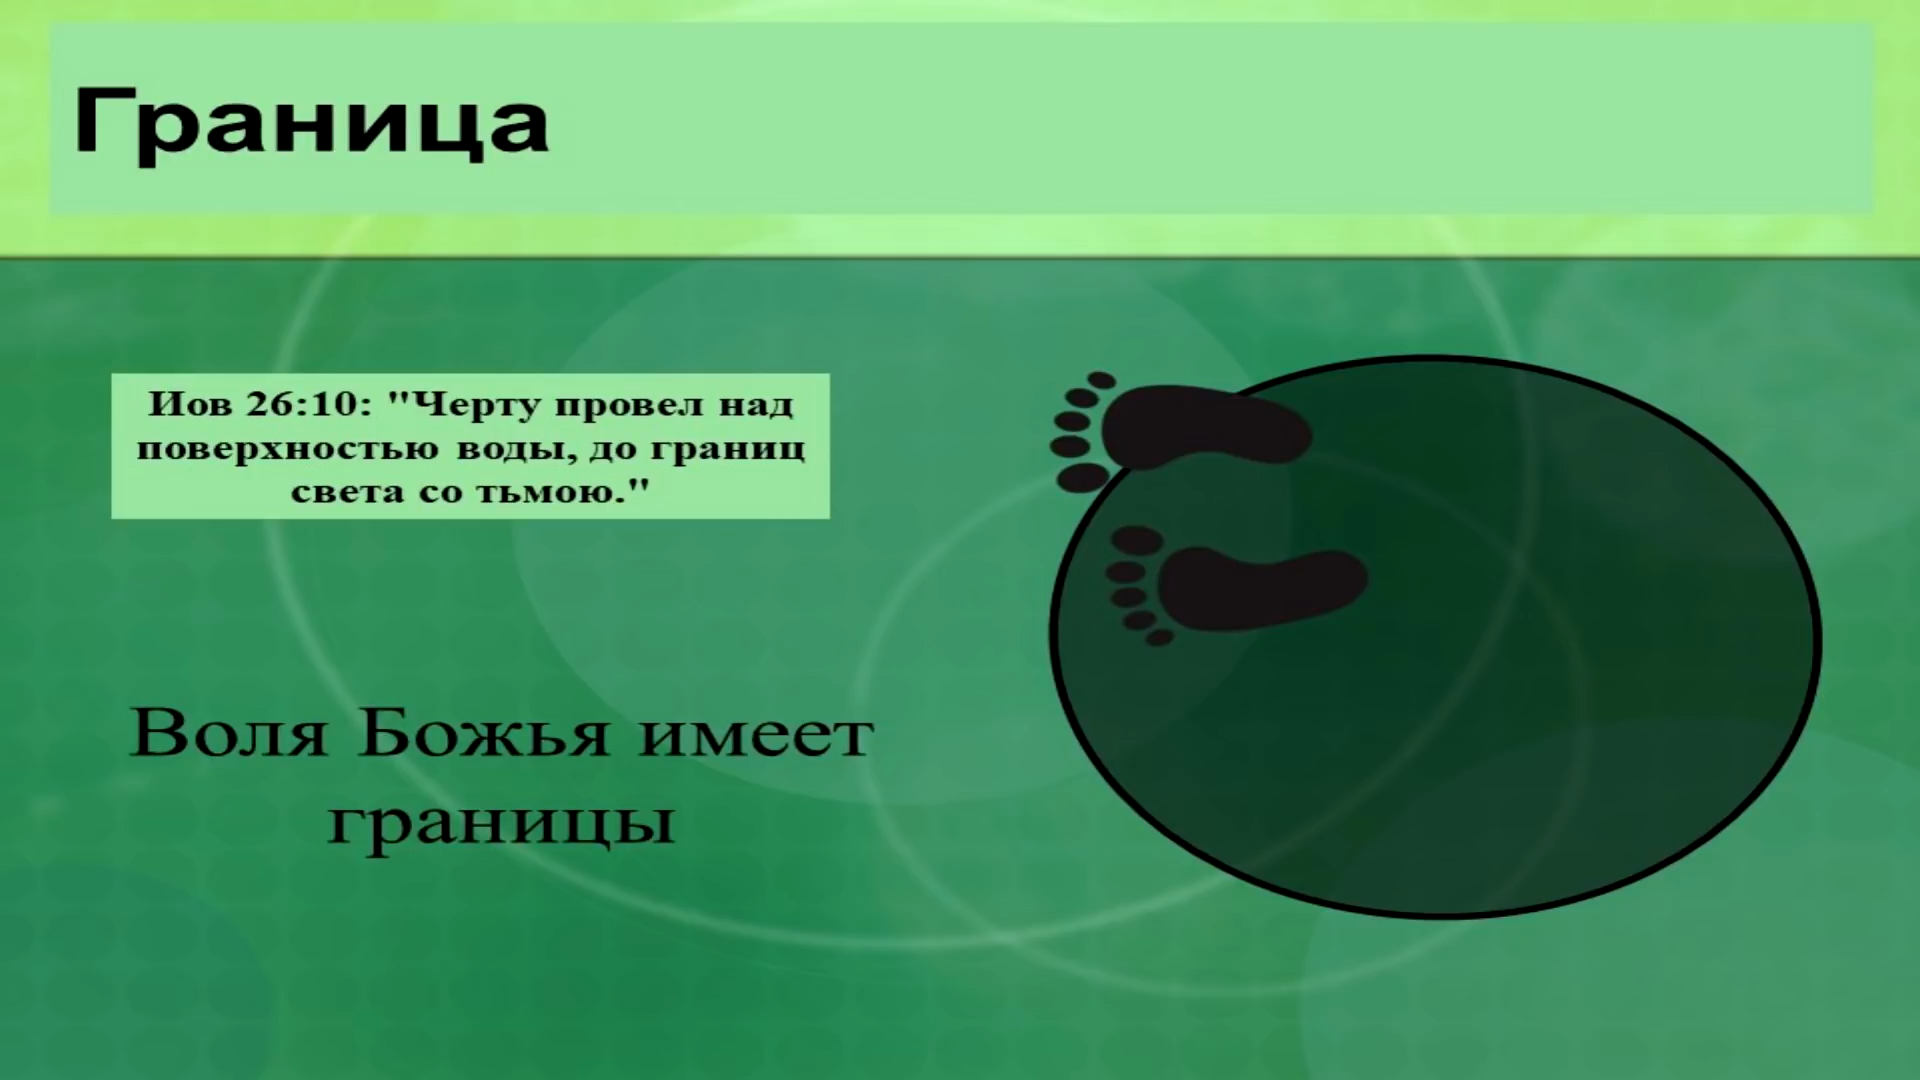 Граница
Иов 26:10: "Черту провел над
поверхностью воды, до границ
света со тьмою."
Воля Божья имеет
границы